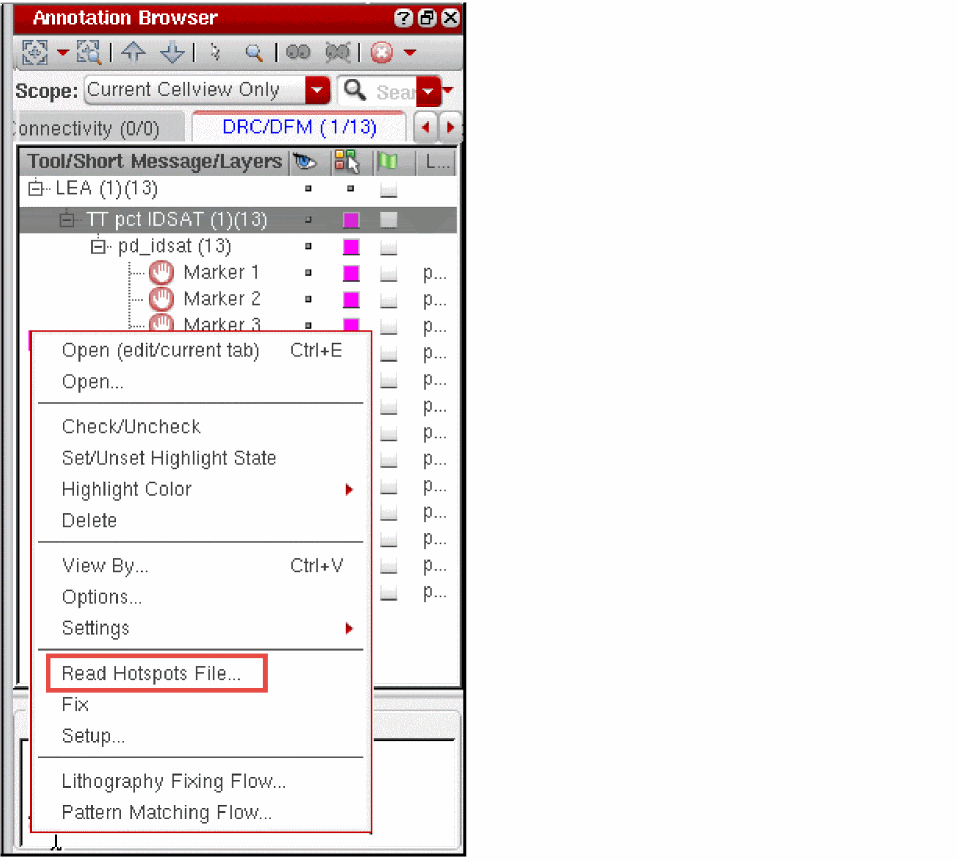 Annotation Browser
Scope: Current Cellview Only Sear
onnectivity (0/0) DRC/DFM (1/13)
Tool/Short Message/Layers L...
LEA (1)(13)
TT pct IDSAT (1)(13)
pd_idsat (13)
Marker 1 p...
Marker 2 p...
Marker 3 p...
Open (edit/current tab) Ctrl+E p...
Open... p...
p...
Check/Uncheck p...
Set/Unset Highlight State p...
Highlight Color p...
Delete p...
p...
View By... Ctrl+V p...
Options... p...
Settings
Read Hotspots File...
Fix
Setup...
Lithography Fixing Flow...
Pattern Matching Flow...